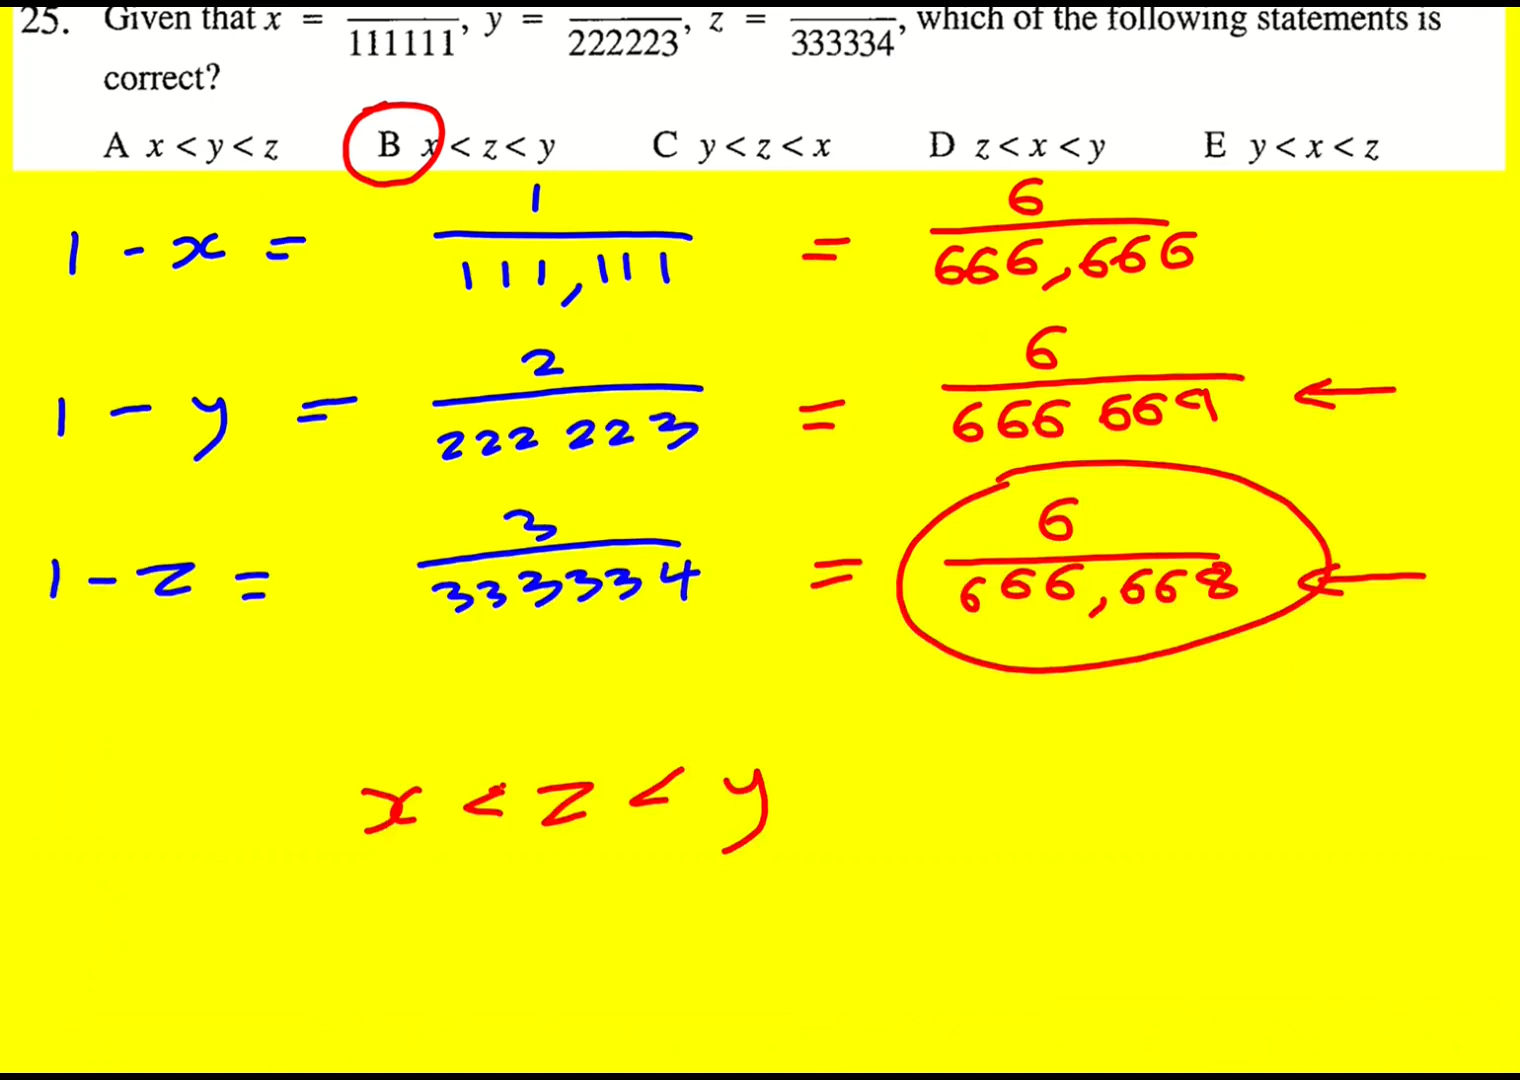 25. Given that x = /111111, y = /222223, z = /333334, which of the following statements is
correct?
A x < y < z B x < z < y C y < z < x D z < x < y E y < x < z
1 - x = 1/111,111 = 6/666,666
1 - y = 2/222 223 = 6/666 669 ←
1 - z = 3/333334 = 6/666,668 ←
x < z < y